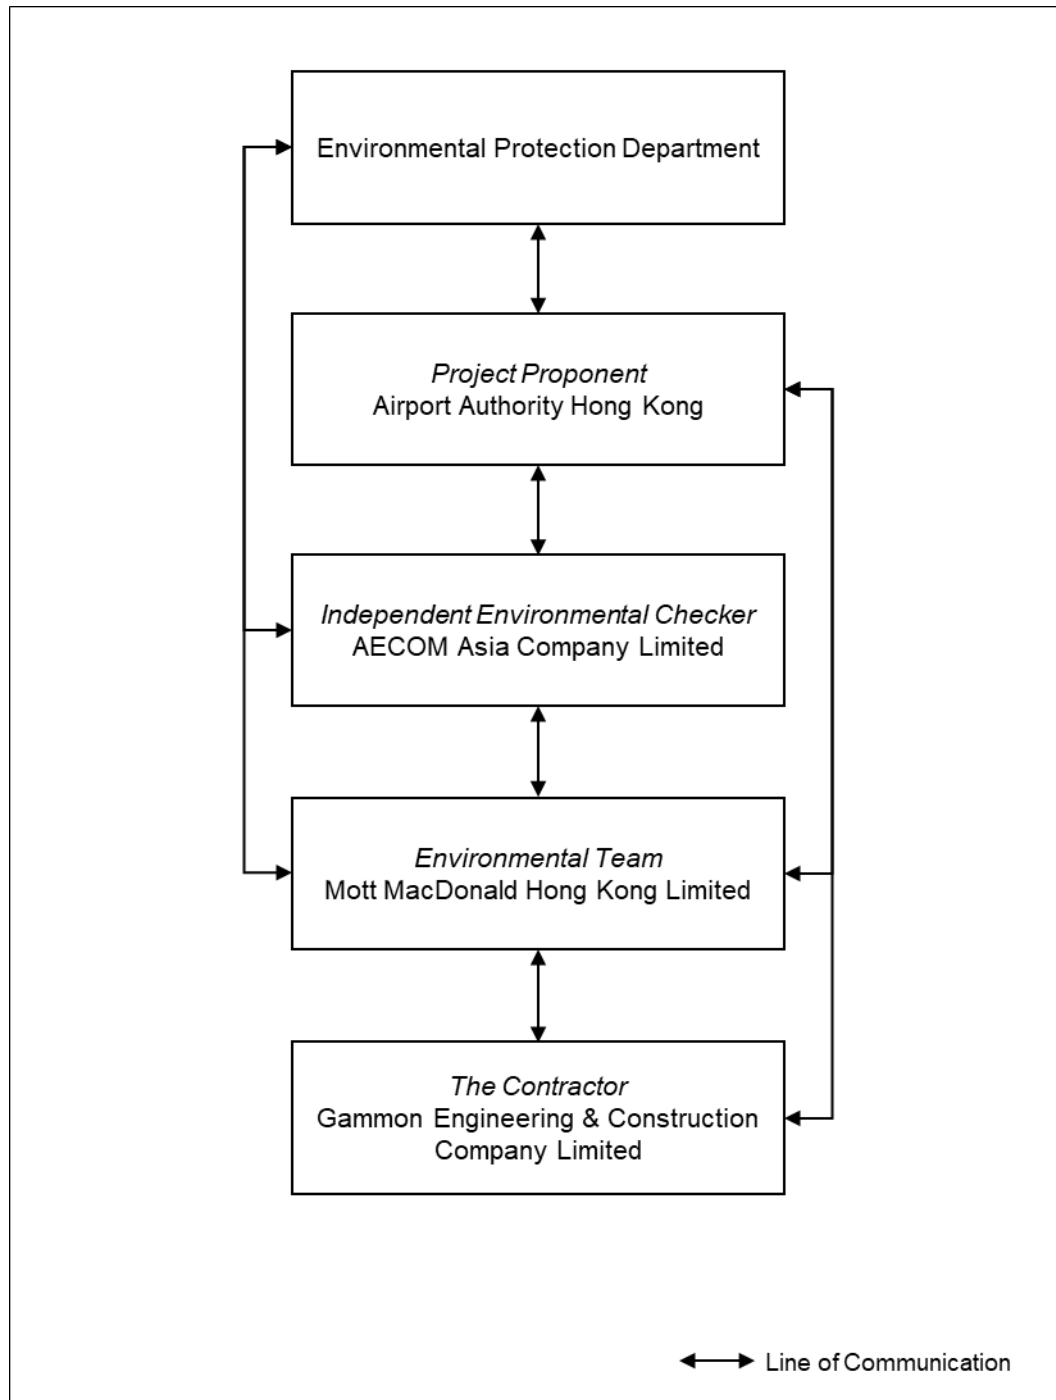 Environmental Protection Department
Project Proponent
Airport Authority Hong Kong
Independent Environmental Checker
AECOM Asia Company Limited
Environmental Team
Mott MacDonald Hong Kong Limited
The Contractor
Gammon Engineering & Construction
Company Limited
Line of Communication